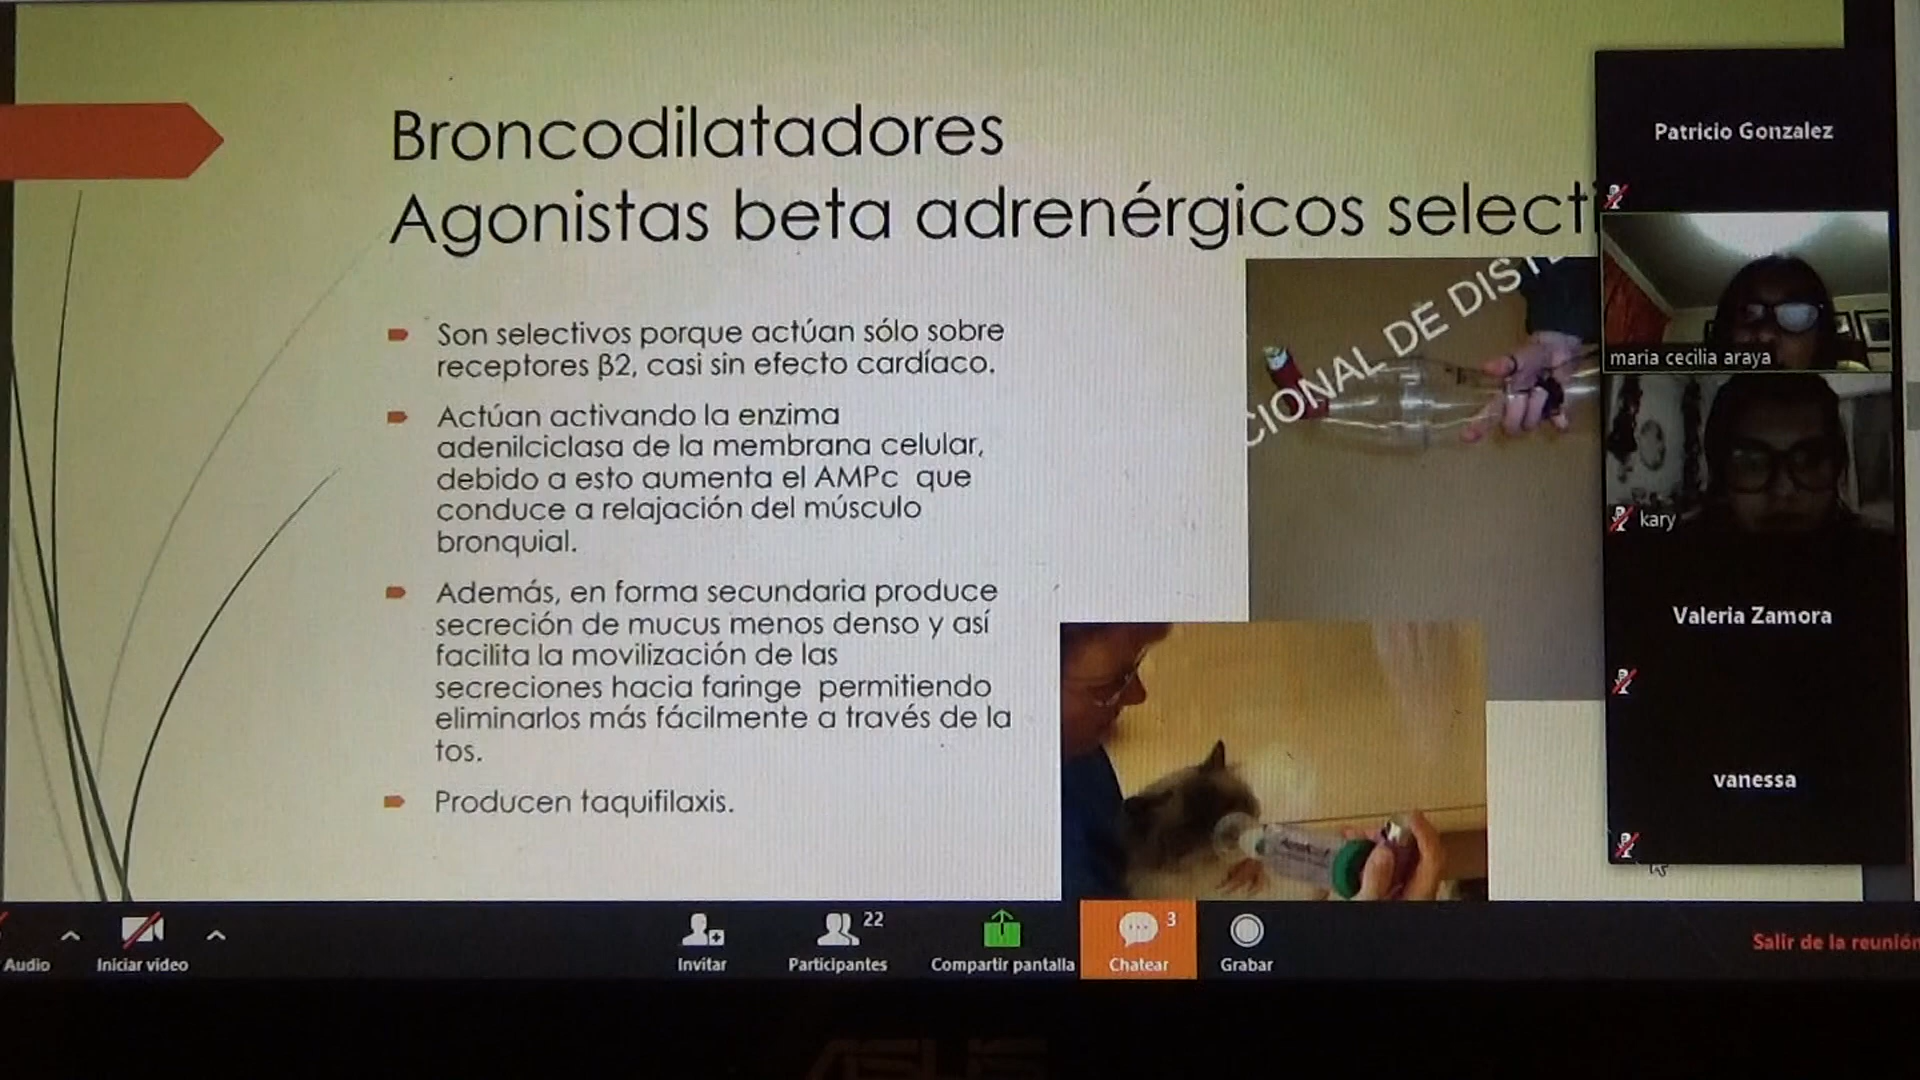 Broncodilatadores
Agonistas beta adrenérgicos selecti
Son selectivos porque actúan sólo sobre
receptores β2, casi sin efecto cardíaco.
Actúan activando la enzima
adenilciclasa de la membrana celular,
debido a esto aumenta el AMPc que
conduce a relajación del músculo
bronquial.
Además, en forma secundaria produce
secreción de mucus menos denso y así
facilita la movilización de las
secreciones hacia faringe permitiendo
eliminarlos más fácilmente a través de la
tos.
Producen taquifilaxis.
CIONAL DE DIST
Patricio Gonzalez
maria cecilia araya
kary
Valeria Zamora
vanessa
Audio
Iniciar video
Invitar
22
Participantes
Compartir pantalla
3
Chatear
Grabar
Salir de la reunión
ASUS